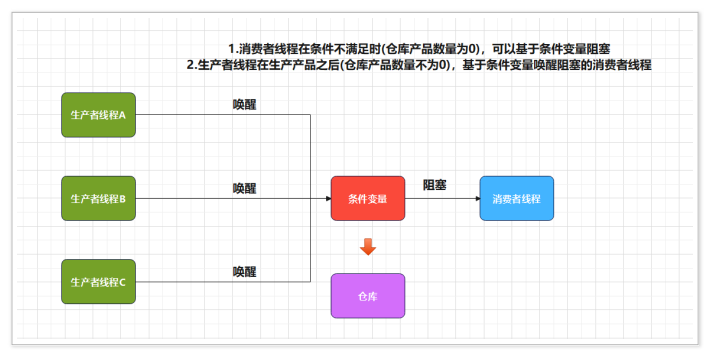 1.消费者线程在条件不满足时(仓库产品数量为0)，可以基于条件变量阻塞
2.生产者线程在生产产品之后(仓库产品数量不为0)，基于条件变量唤醒阻塞的消费者线程
生产者线程A
唤醒
生产者线程B
唤醒
条件变量
阻塞
消费者线程
生产者线程C
唤醒
仓库